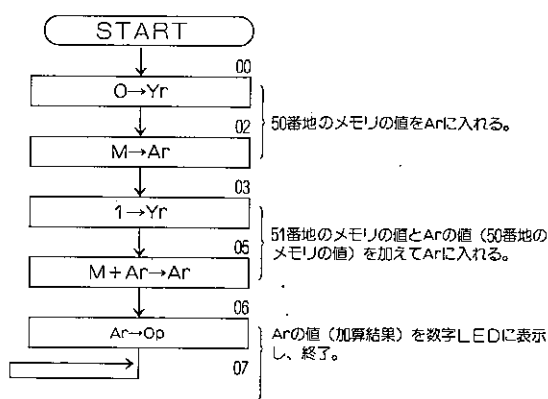 START
00
0→Yr
02
M→Ar
50番地のメモリの値をArに入れる。
03
1→Yr
05
M+Ar→Ar
51番地のメモリの値とArの値（50番地の
メモリの値）を加えてArに入れる。
06
Ar→Op
07
Arの値（加算結果）を数字LEDに表示
し、終了。